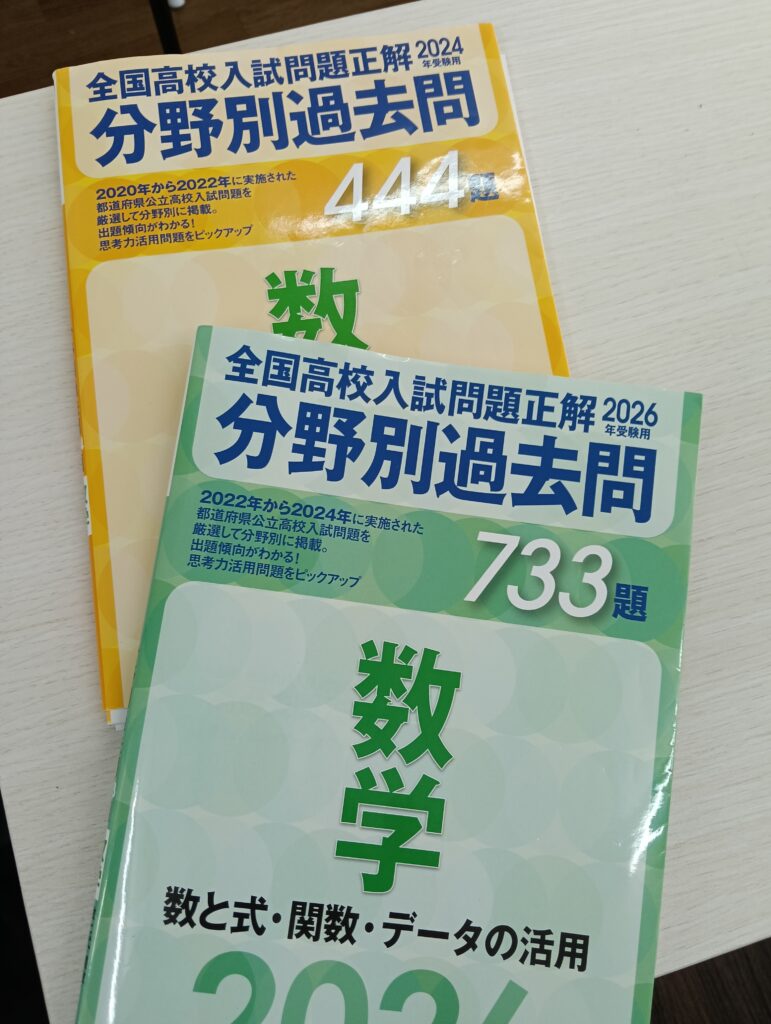 全国高校入試問題正解 2024
年受験用
分野別過去問
2020年から2022年に実施された
都道府県公立高校入試問題を
厳選して分野別に掲載。
出題傾向がわかる！
思考力活用問題をピックアップ
444題
数
全国高校入試問題正解 2026
年受験用
分野別過去問
2022年から2024年に実施された
都道府県公立高校入試問題を
厳選して分野別に掲載。
出題傾向がわかる！
思考力活用問題をピックアップ
733題
数学
数と式・関数・データの活用
2026